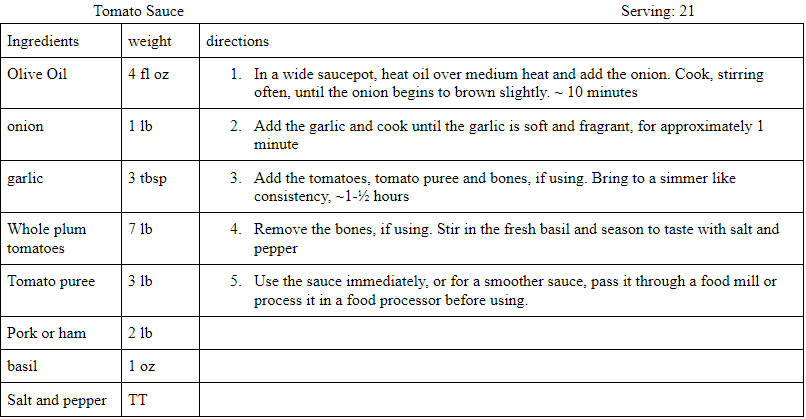 Tomato Sauce Serving: 21
Ingredients weight directions
Olive Oil 4 fl oz 1. In a wide saucepot, heat oil over medium heat and add the onion. Cook, stirring
often, until the onion begins to brown slightly. ~ 10 minutes
onion 1 lb 2. Add the garlic and cook until the garlic is soft and fragrant, for approximately 1
minute
garlic 3 tbsp 3. Add the tomatoes, tomato puree and bones, if using. Bring to a simmer like
consistency, ~1-½ hours
Whole plum 7 lb 4. Remove the bones, if using. Stir in the fresh basil and season to taste with salt and
tomatoes pepper
Tomato puree 3 lb 5. Use the sauce immediately, or for a smoother sauce, pass it through a food mill or
process it in a food processor before using.
Pork or ham 2 lb
basil 1 oz
Salt and pepper TT